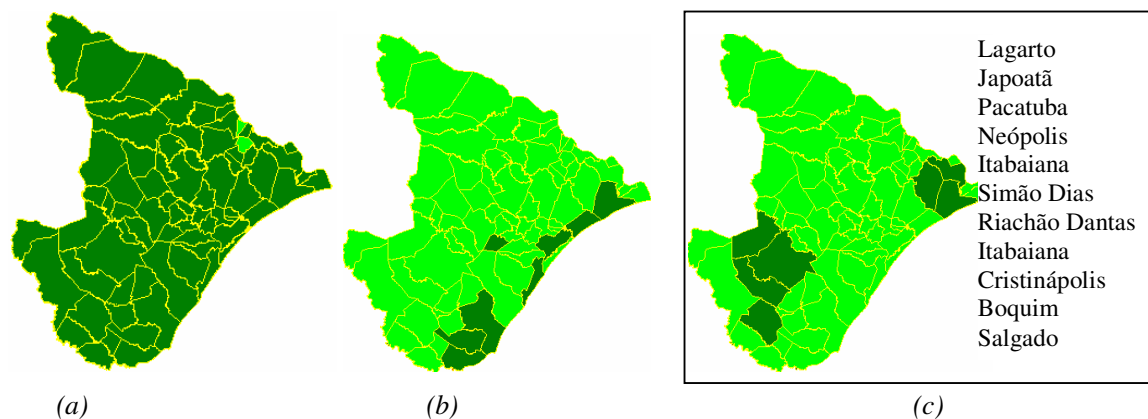 Lagarto
Japoatã
Pacatuba
Neópolis
Itabaiana
Simão Dias
Riachão Dantas
Itabaiana
Cristinápolis
Boquim
Salgado
(a)
(b)
(c)